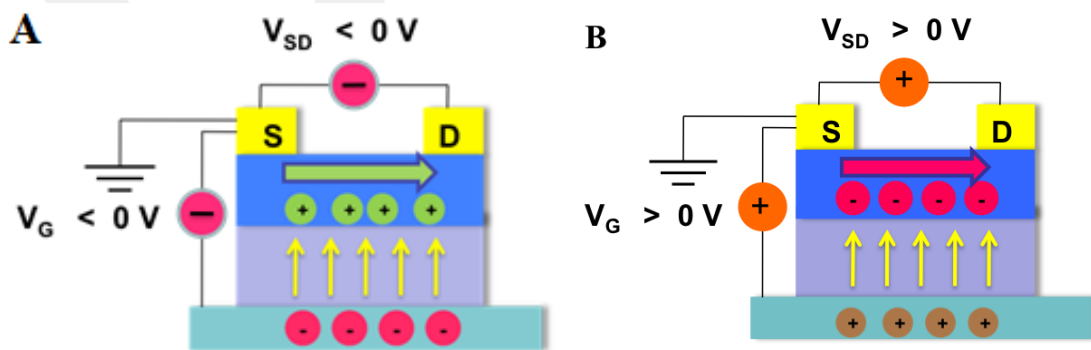 A
V_SD < 0 V
−
S D
+ + + +
V_G < 0 V
−
- - - -
B
V_SD > 0 V
+
S D
- - - -
V_G > 0 V
+
+ + + +